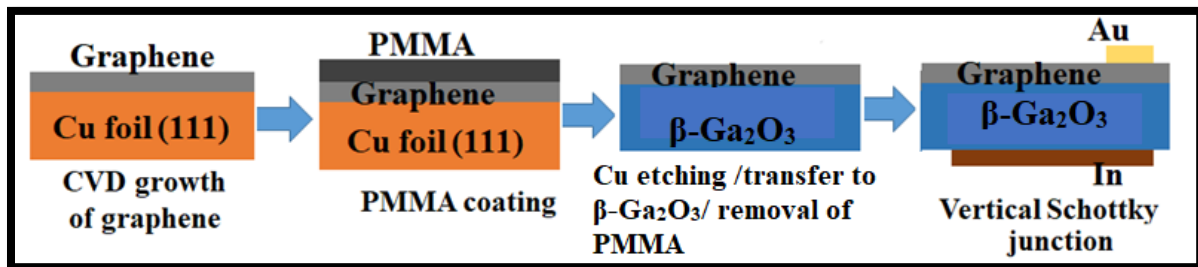 Graphene
Cu foil (111)
CVD growth
of graphene
PMMA
Graphene
Cu foil (111)
PMMA coating
Graphene
β-Ga₂O₃
Cu etching /transfer to
β-Ga₂O₃/ removal of
PMMA
Au
Graphene
β-Ga₂O₃
In
Vertical Schottky
junction